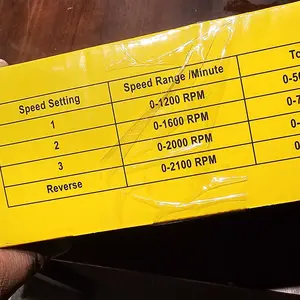 Speed Setting Speed Range /Minute
1 0-1200 RPM
2 0-1600 RPM
3 0-2000 RPM
Reverse 0-2100 RPM